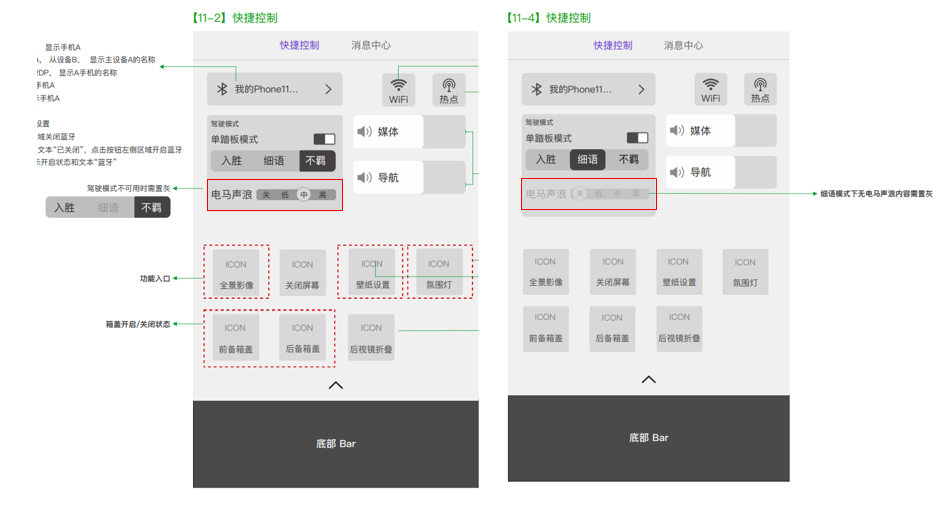 【11-2】快捷控制
快捷控制
消息中心
显示手机A
从设备B， 显示主设备A的名称
显示A手机的名称
手机A
手机A
设置
域关闭蓝牙
文本“已关闭”，点击按钮左侧区域开启蓝牙
开启状态和文本“蓝牙”
驾驶模式不可用时需置灰
入胜
细语
不羁
功能入口
箱盖开启/关闭状态
我的Phone11...
WiFi
热点
驾驶模式
单踏板模式
入胜
细语
不羁
电马声浪
关
低
中
高
媒体
导航
ICON
全景影像
ICON
关闭屏幕
ICON
壁纸设置
ICON
氛围灯
ICON
前备箱盖
ICON
后备箱盖
ICON
后视镜折叠
底部 Bar
【11-4】快捷控制
快捷控制
消息中心
我的Phone11...
WiFi
热点
驾驶模式
单踏板模式
入胜
细语
不羁
电马声浪
关
低
中
高
媒体
导航
细语模式下无电马声浪内容需置灰
ICON
全景影像
ICON
关闭屏幕
ICON
壁纸设置
ICON
氛围灯
ICON
前备箱盖
ICON
后备箱盖
ICON
后视镜折叠
底部 Bar